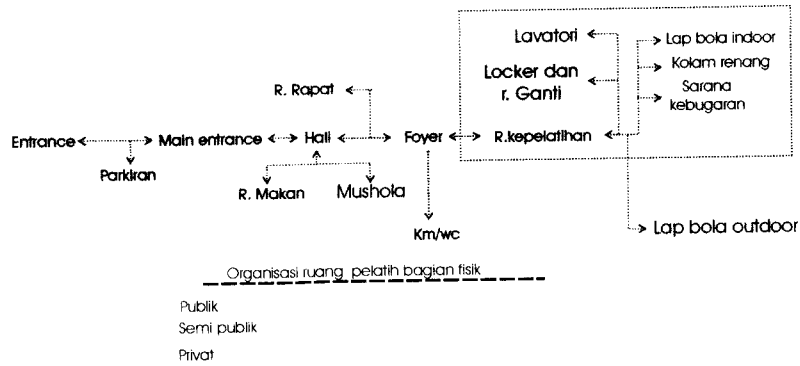 Lavatori
Lap bola indoor
Kolam renang
Locker dan
r. Ganti
Sarana
kebugaran
R. Rapat
Entrance
Main entrance
Hall
Foyer
R.kepelatihan
Parkiran
R. Makan
Mushola
Km/wc
Lap bola outdoor
Organisasi ruang pelatih bagian fisik
Publik
Semi publik
Privat